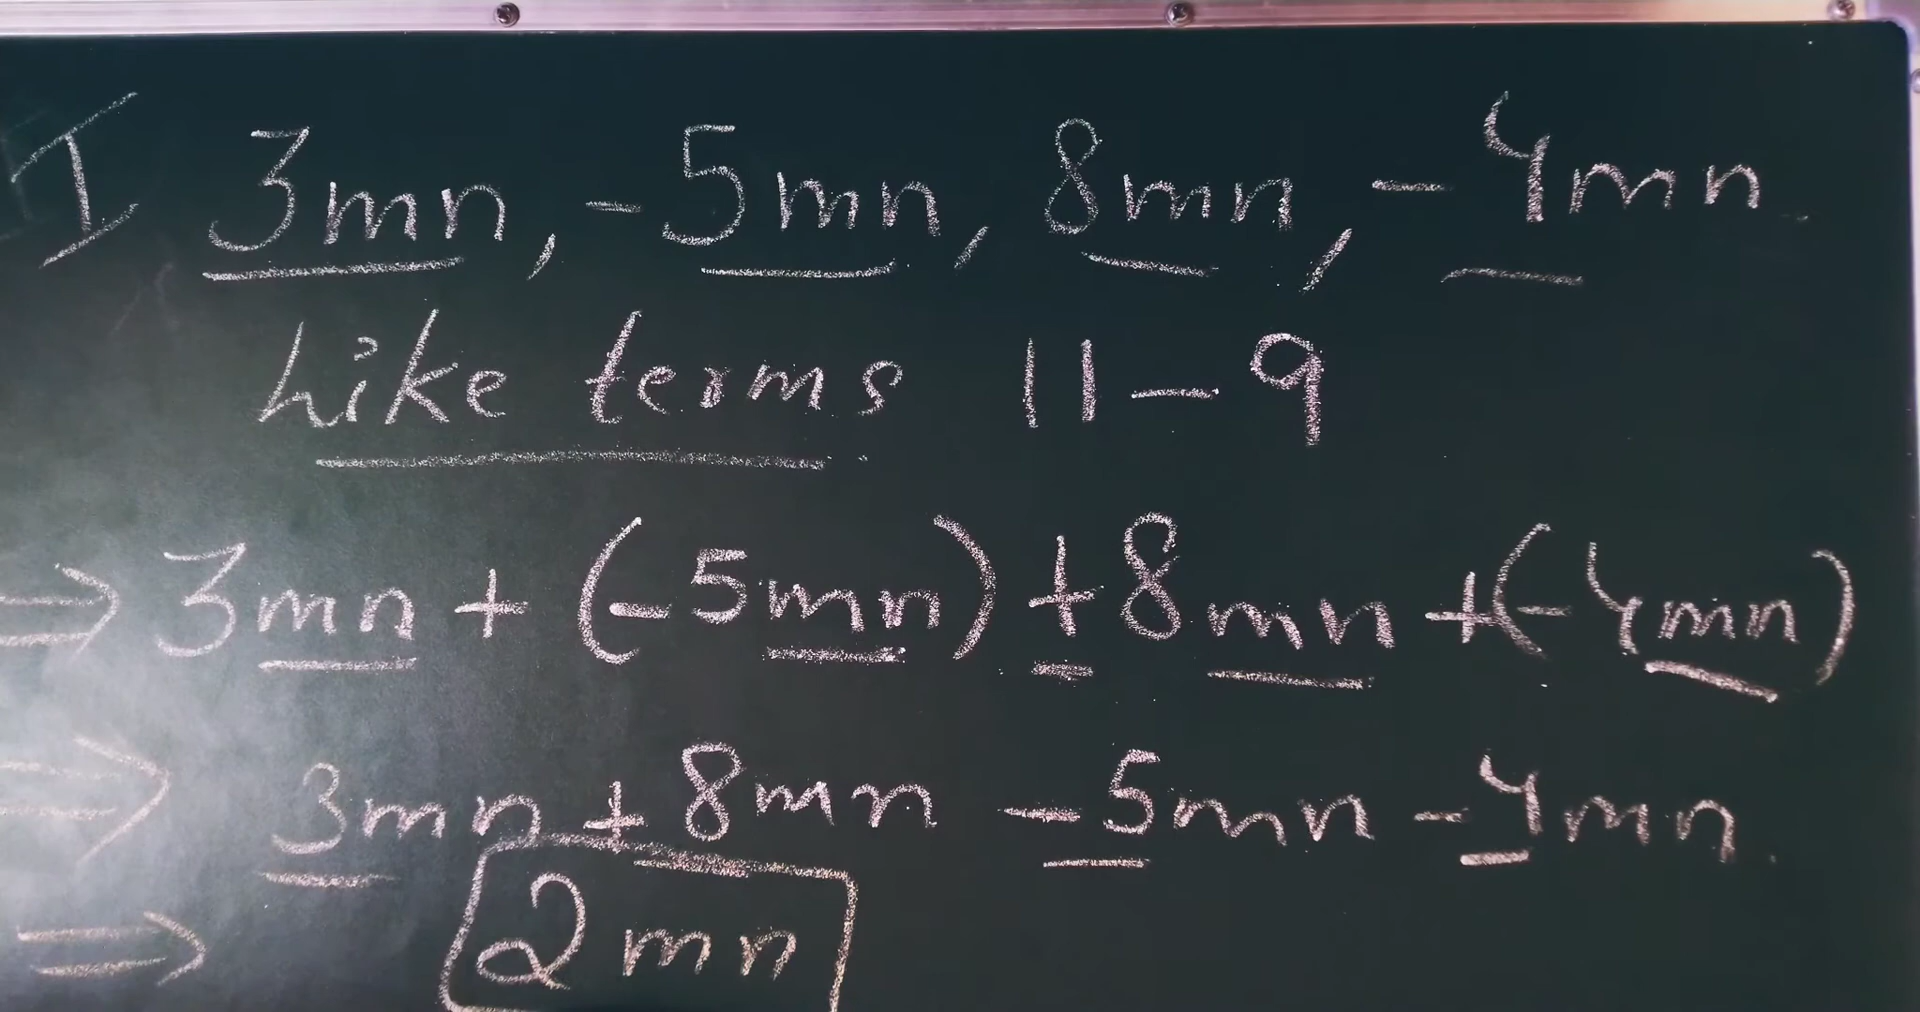 I 3mn, -5mn, 8mn, -4mn
Like terms 11-9
⇒ 3mn + (-5mn) + 8mn + (-4mn)
⇒ 3mn + 8mn - 5mn - 4mn
⇒ 2mn